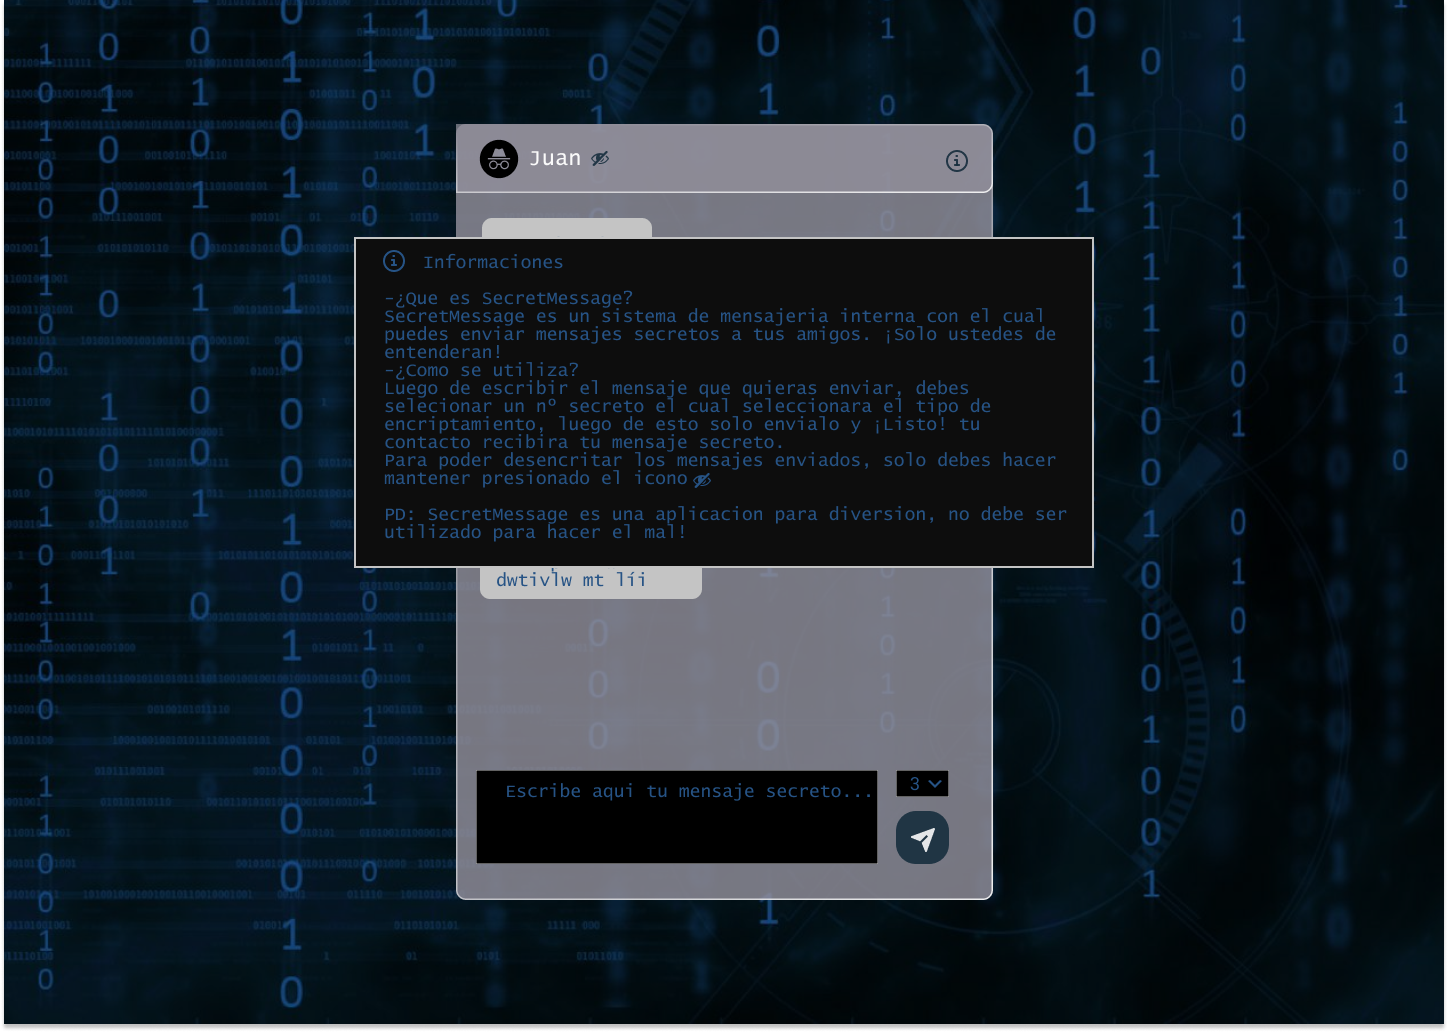 Juan
Informaciones
-¿Que es SecretMessage?
SecretMessage es un sistema de mensajeria interna con el cual
puedes enviar mensajes secretos a tus amigos. ¡Solo ustedes de
entenderan!
-¿Como se utiliza?
Luego de escribir el mensaje que quieras enviar, debes
selecionar un nº secreto el cual seleccionara el tipo de
encriptamiento, luego de esto solo envialo y ¡Listo! tu
contacto recibira tu mensaje secreto.
Para poder desencritar los mensajes enviados, solo debes hacer
mantener presionado el icono
PD: SecretMessage es una aplicacion para diversion, no debe ser
utilizado para hacer el mal!
dwtivlw mt líi
Escribe aqui tu mensaje secreto...
3